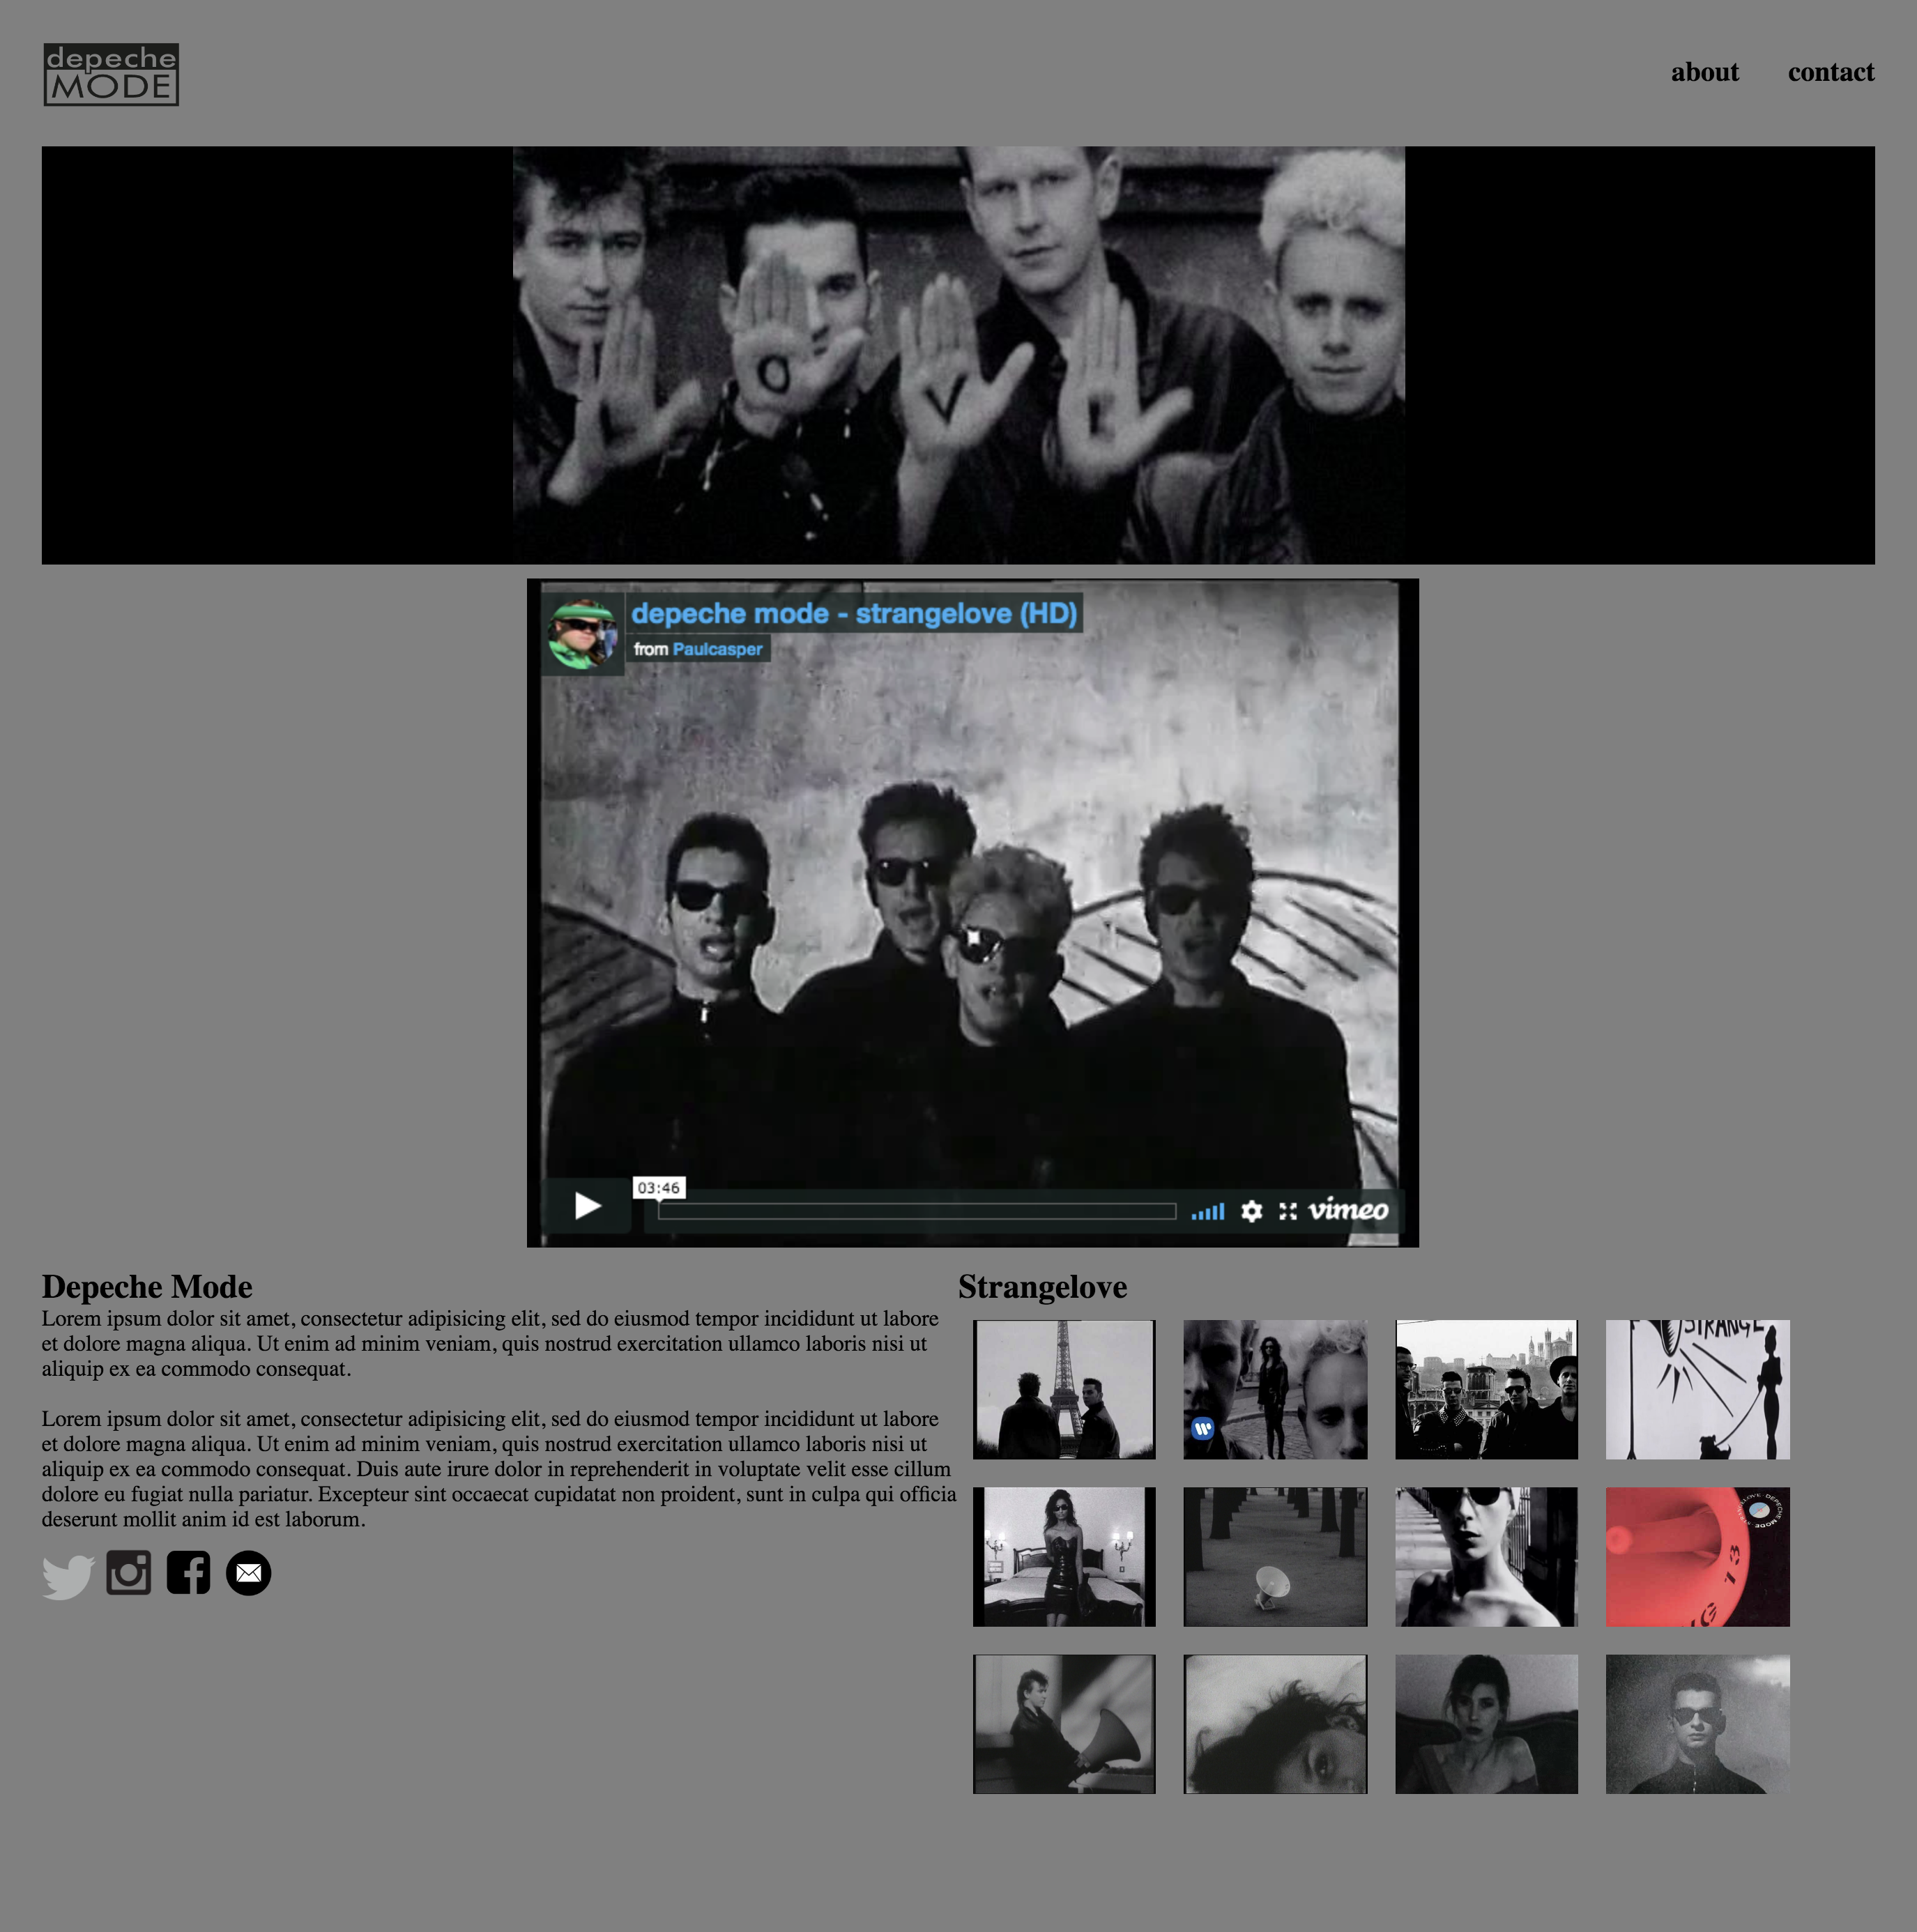 depeche
MODE
about
contact
O
V
E
depeche mode - strangelove (HD)
from Paulcasper
03:46
vimeo
Depeche Mode
Lorem ipsum dolor sit amet, consectetur adipisicing elit, sed do eiusmod tempor incididunt ut labore
et dolore magna aliqua. Ut enim ad minim veniam, quis nostrud exercitation ullamco laboris nisi ut
aliquip ex ea commodo consequat.
Lorem ipsum dolor sit amet, consectetur adipisicing elit, sed do eiusmod tempor incididunt ut labore
et dolore magna aliqua. Ut enim ad minim veniam, quis nostrud exercitation ullamco laboris nisi ut
aliquip ex ea commodo consequat. Duis aute irure dolor in reprehenderit in voluptate velit esse cillum
dolore eu fugiat nulla pariatur. Excepteur sint occaecat cupidatat non proident, sunt in culpa qui officia
deserunt mollit anim id est laborum.
Strangelove
STRANGE
DEPECHE MODE
13